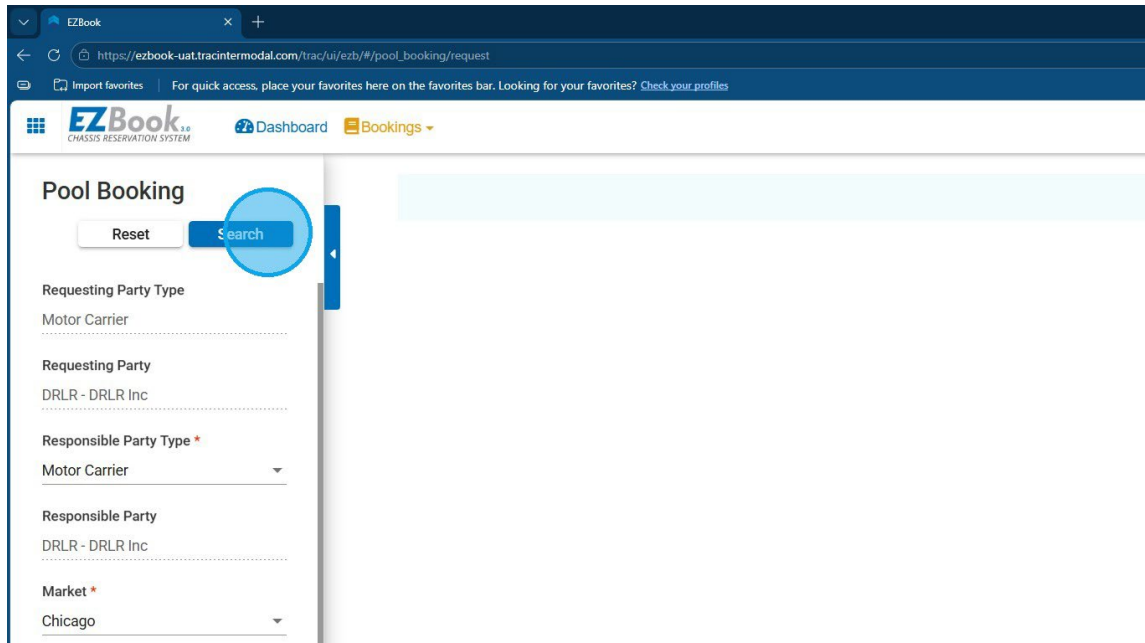 EZBook
https://ezbook-uat.tracintermodal.com/trac/ui/ezb/#/pool_booking/request
Import favorites For quick access, place your favorites here on the favorites bar. Looking for your favorites? Check your profiles
EZBook 3.0
CHASSIS RESERVATION SYSTEM
Dashboard Bookings
Pool Booking
Reset Search
Requesting Party Type
Motor Carrier
Requesting Party
DRLR - DRLR Inc
Responsible Party Type *
Motor Carrier
Responsible Party
DRLR - DRLR Inc
Market *
Chicago